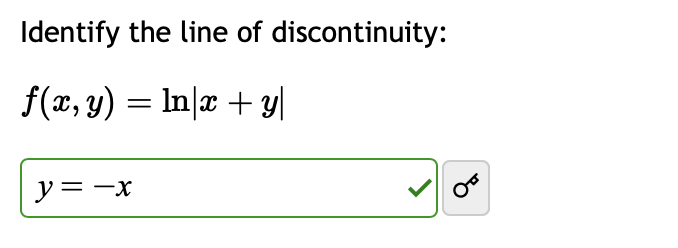 Identify the line of discontinuity:
f(x, y) = ln|x + y|
y = −x